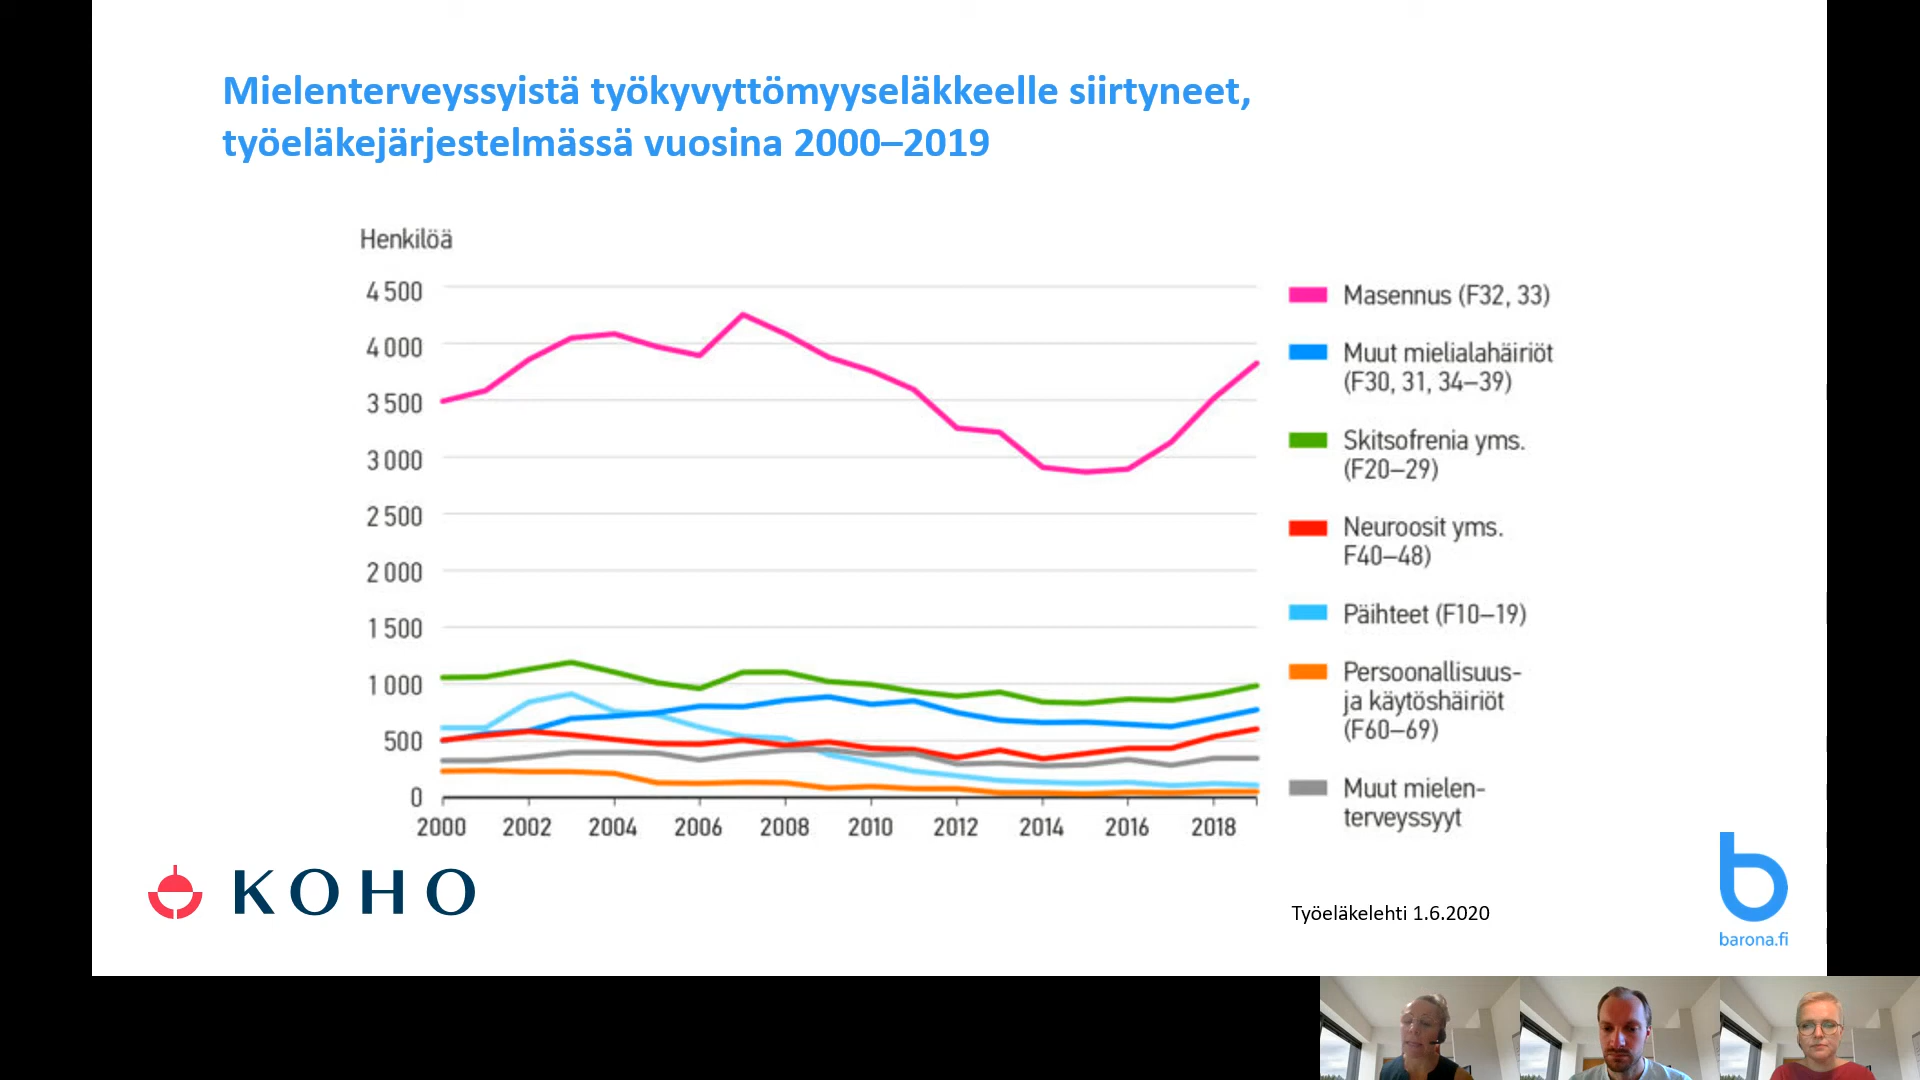 Mielenterveyssyistä työkyvyttömyyseläkkeelle siirtyneet,
työeläkejärjestelmässä vuosina 2000–2019
Henkilöä
4 500
4 000
3 500
3 000
2 500
2 000
1 500
1 000
500
0
2000 2002 2004 2006 2008 2010 2012 2014 2016 2018
Masennus (F32, 33)
Muut mielialahäiriöt
(F30, 31, 34–39)
Skitsofrenia yms.
(F20–29)
Neuroosit yms.
F40–48)
Päihteet (F10–19)
Persoonallisuus-
ja käytöshäiriöt
(F60–69)
Muut mielen-
terveyssyyt
KOHO
Työeläkelehti 1.6.2020
b
barona.fi